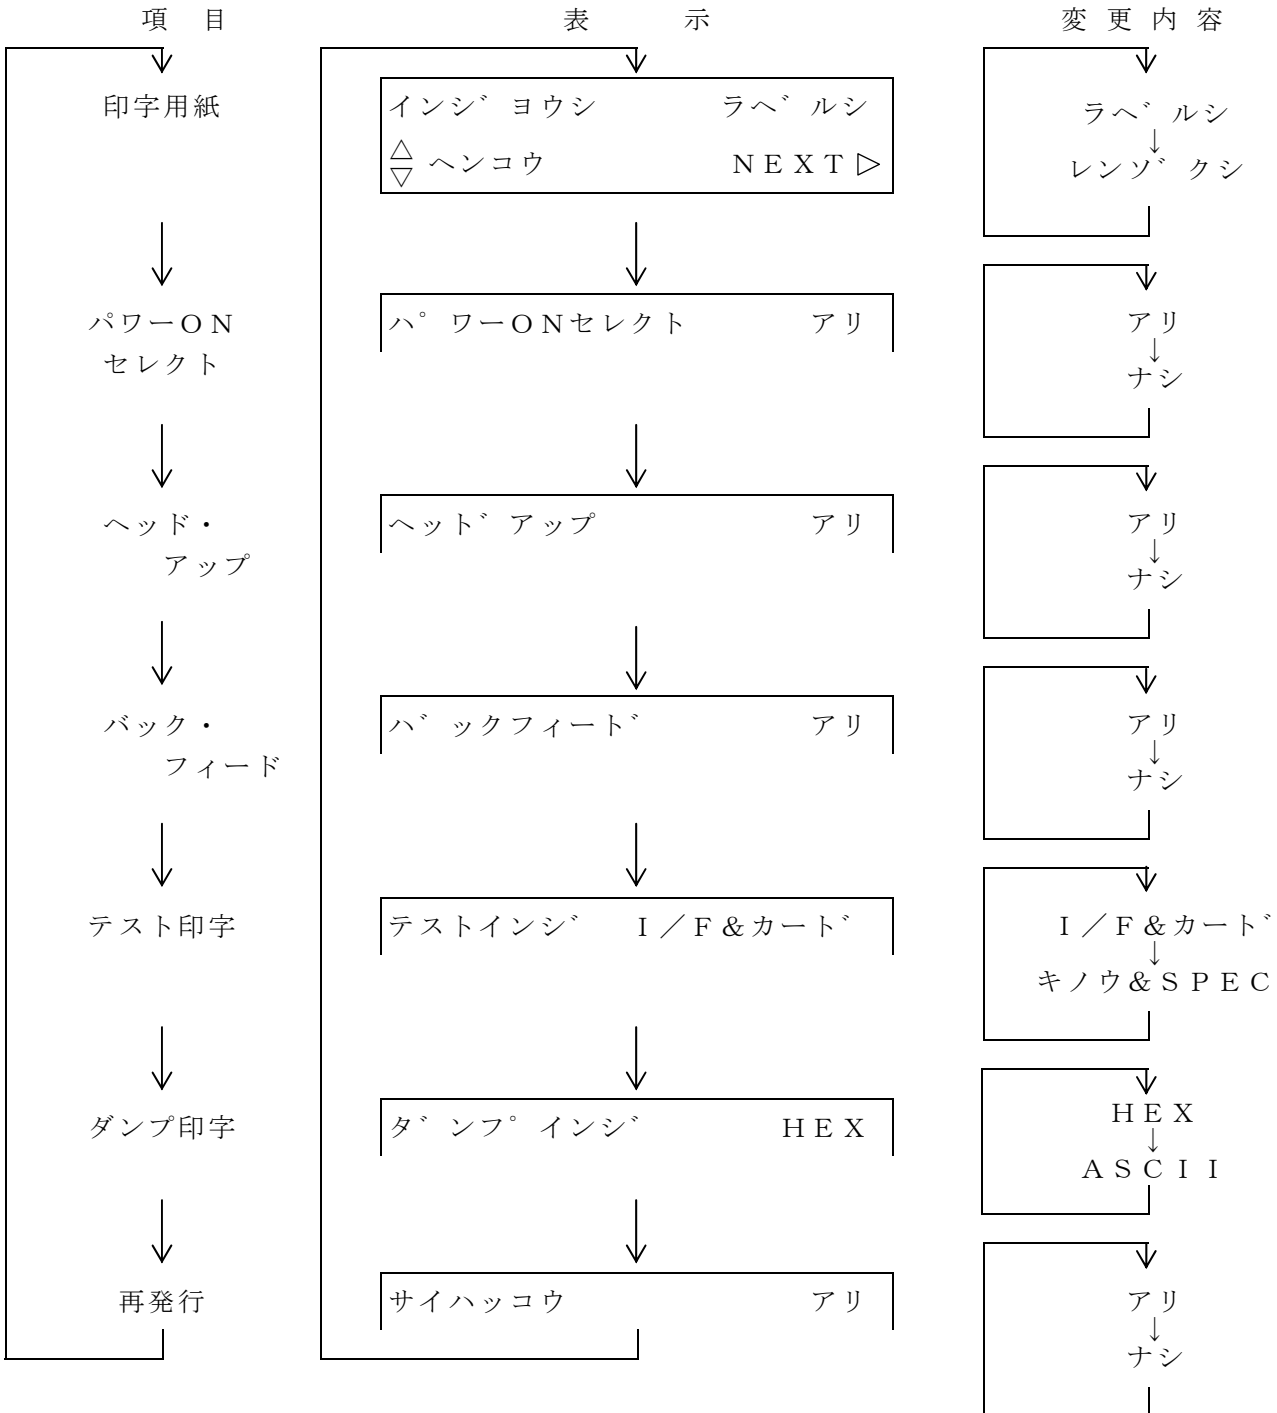 項　目　　表　　示　　変更内容
印字用紙　インシ゛ヨウシ　ラヘ゛ルシ　ラヘ゛ルシ
↓
△▽ヘンコウ　ＮＥＸＴ▷　レンゾ゛クシ
パワーＯＮ　ハ゜ワーＯＮセレクト　アリ　アリ
↓
セレクト　ナシ
ヘッド・　ヘット゛アップ　アリ　アリ
↓
アップ　ナシ
バック・　ハ゛ックフィート゛　アリ　アリ
↓
フィード　ナシ
テスト印字　テストインシ゛　Ｉ／Ｆ＆カート゛　Ｉ／Ｆ＆カート゛
↓
キノウ＆ＳＰＥＣ
ダンプ印字　タ゛ンフ゜インシ゛　ＨＥＸ　ＨＥＸ
↓
ＡＳＣＩＩ
再発行　サイハッコウ　アリ　アリ
↓
ナシ